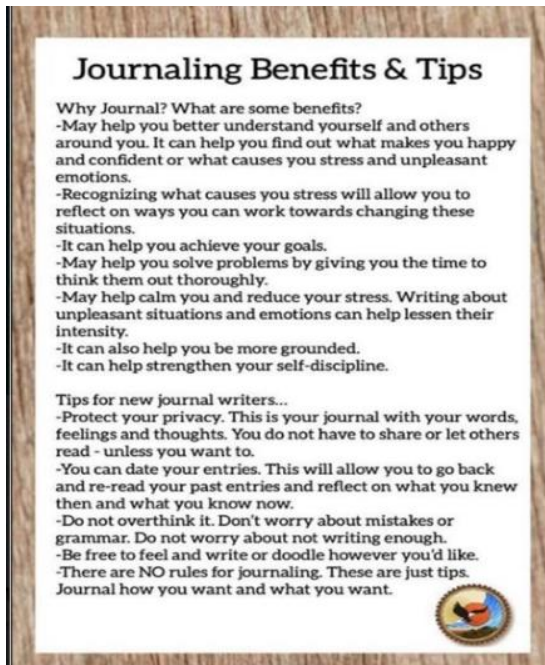 Journaling Benefits & Tips
Why Journal? What are some benefits?
-May help you better understand yourself and others
around you. It can help you find out what makes you happy
and confident or what causes you stress and unpleasant
emotions.
-Recognizing what causes you stress will allow you to
reflect on ways you can work towards changing these
situations.
-It can help you achieve your goals.
-May help you solve problems by giving you the time to
think them out thoroughly.
-May help calm you and reduce your stress. Writing about
unpleasant situations and emotions can help lessen their
intensity.
-It can also help you be more grounded.
-It can help strengthen your self-discipline.
Tips for new journal writers...
-Protect your privacy. This is your journal with your words,
feelings and thoughts. You do not have to share or let others
read - unless you want to.
-You can date your entries. This will allow you to go back
and re-read your past entries and reflect on what you knew
then and what you know now.
-Do not overthink it. Don't worry about mistakes or
grammar. Do not worry about not writing enough.
-Be free to feel and write or doodle however you'd like.
-There are NO rules for journaling. These are just tips.
Journal how you want and what you want.